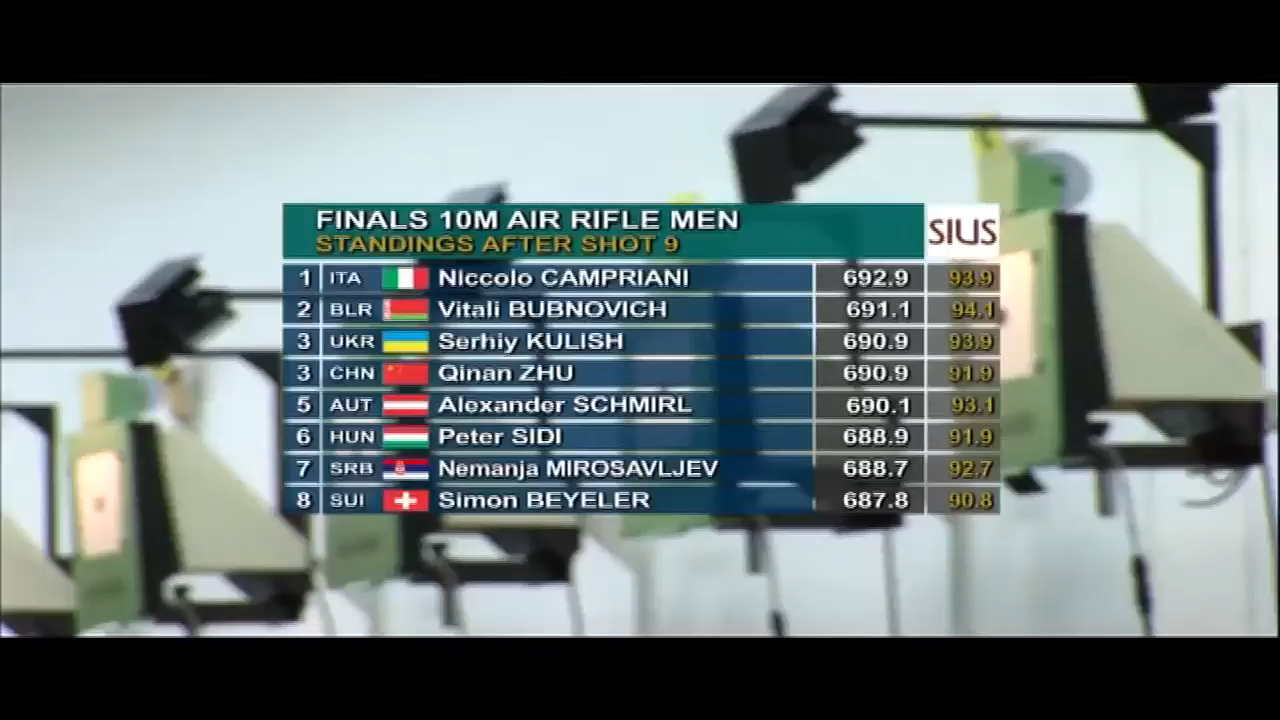 FINALS 10M AIR RIFLE MEN
STANDINGS AFTER SHOT 9
SIUS
1 ITA NIccolo CAMPRIANI 692.9 93.9
2 BLR Vitali BUBNOVICH 691.1 94.1
3 UKR Serhiy KULISH 690.9 93.9
3 CHN Qinan ZHU 690.9 91.9
5 AUT Alexander SCHMIRL 690.1 93.1
6 HUN Peter SIDI 688.9 91.9
7 SRB Nemanja MIROSAVLJEV 688.7 92.7
8 SUI Simon BEYELER 687.8 90.8